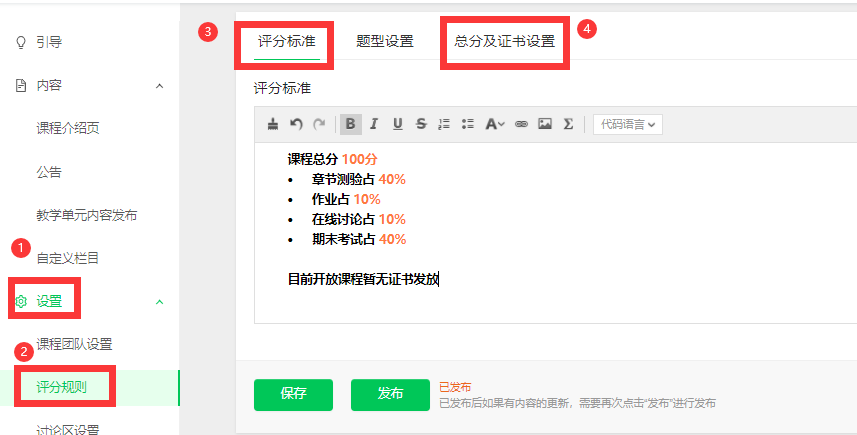 引导
内容
课程介绍页
公告
教学单元内容发布
1
自定义栏目
设置
课程团队设置
2
评分规则
讨论区设置
3
评分标准
题型设置
总分及证书设置
4
评分标准
B I U S A Σ 代码语言
课程总分 100分
• 章节测验占 40%
• 作业占 10%
• 在线讨论占 10%
• 期末考试占 40%
目前开放课程暂无证书发放
保存
发布
已发布
已发布后如果有内容的更新，需要再次点击“发布”进行发布